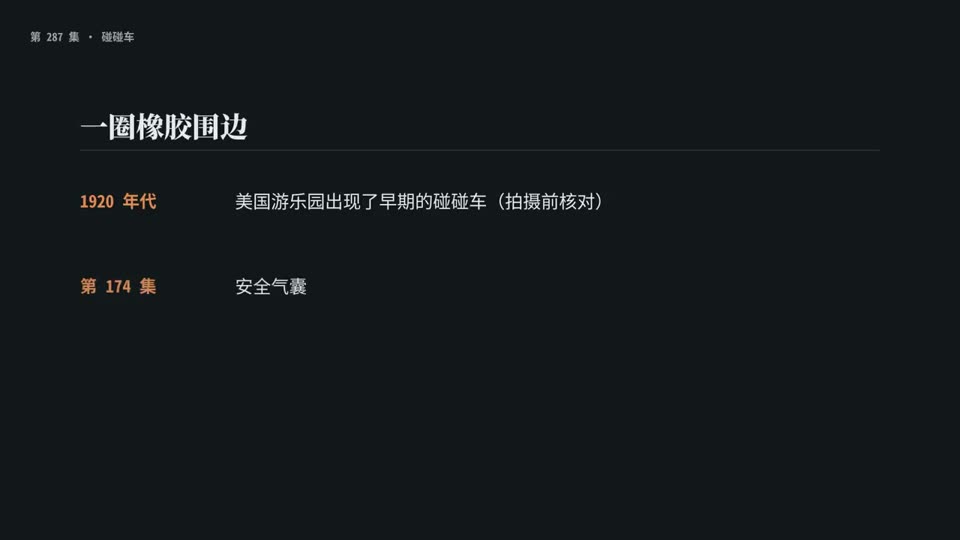 第 287 集 · 碰碰车
一圈橡胶围边
1920 年代 美国游乐园出现了早期的碰碰车（拍摄前核对）
第 174 集 安全气囊